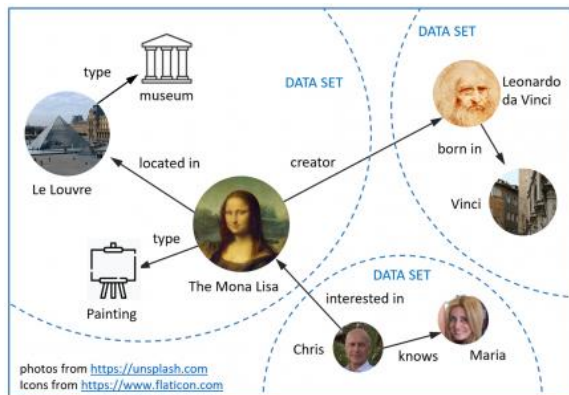 DATA SET
type
museum
DATA SET
Leonardo
da Vinci
located in
creator
born in
Le Louvre
Vinci
type
The Mona Lisa
DATA SET
Painting
interested in
Chris
knows
Maria
photos from https://unsplash.com
Icons from https://www.flaticon.com